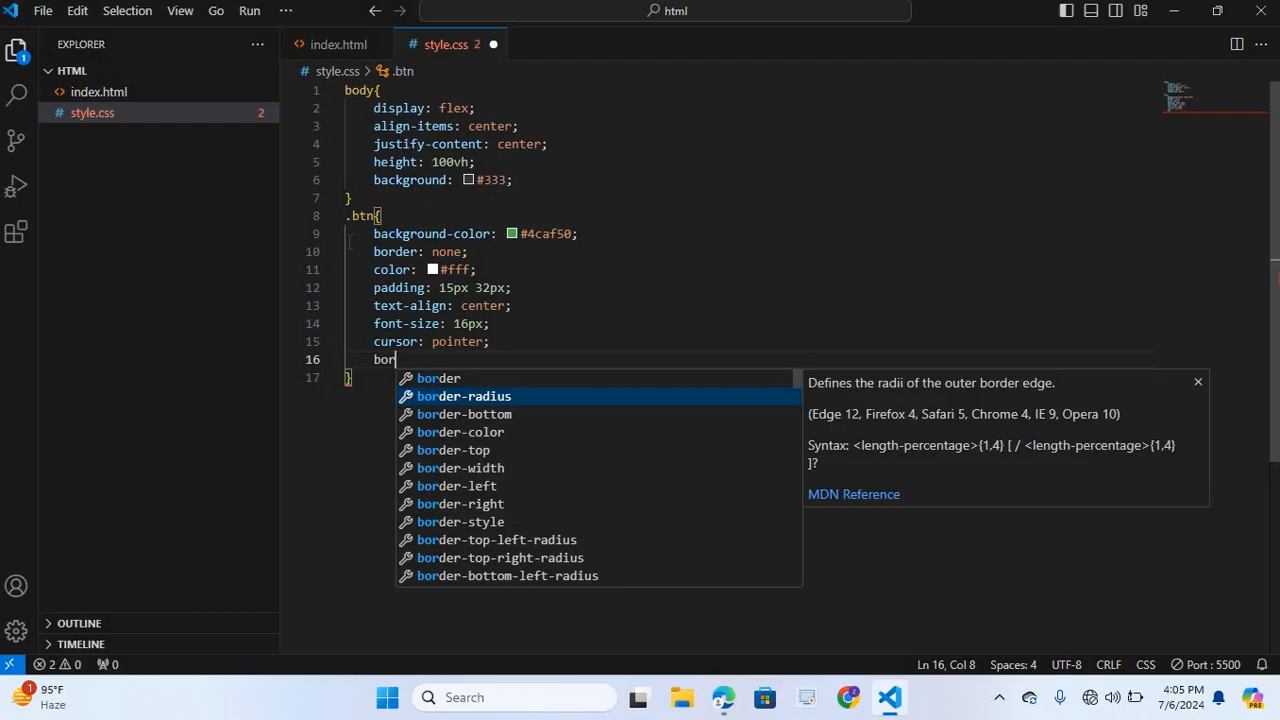 File Edit Selection View Go Run ··· html
EXPLORER ···
index.html
# style.css 2
HTML
# style.css > .btn
index.html
# style.css 2
1 body{
2 display: flex;
3 align-items: center;
4 justify-content: center;
5 height: 100vh;
6 background: #333;
7 }
8 .btn{
9 background-color: #4caf50;
10 border: none;
11 color: #fff;
12 padding: 15px 32px;
13 text-align: center;
14 font-size: 16px;
15 cursor: pointer;
16 bor
17 }
border
border-radius
border-bottom
border-color
border-top
border-width
border-left
border-right
border-style
border-top-left-radius
border-top-right-radius
border-bottom-left-radius
Defines the radii of the outer border edge.
(Edge 12, Firefox 4, Safari 5, Chrome 4, IE 9, Opera 10)
Syntax: <length-percentage>{1,4} [ / <length-percentage>{1,4}
]?
MDN Reference
1
OUTLINE
TIMELINE
2 0 0
Ln 16, Col 8 Spaces: 4 UTF-8 CRLF CSS Port : 5500
1
95°F
Haze
Search
4:05 PM
7/6/2024
PRE